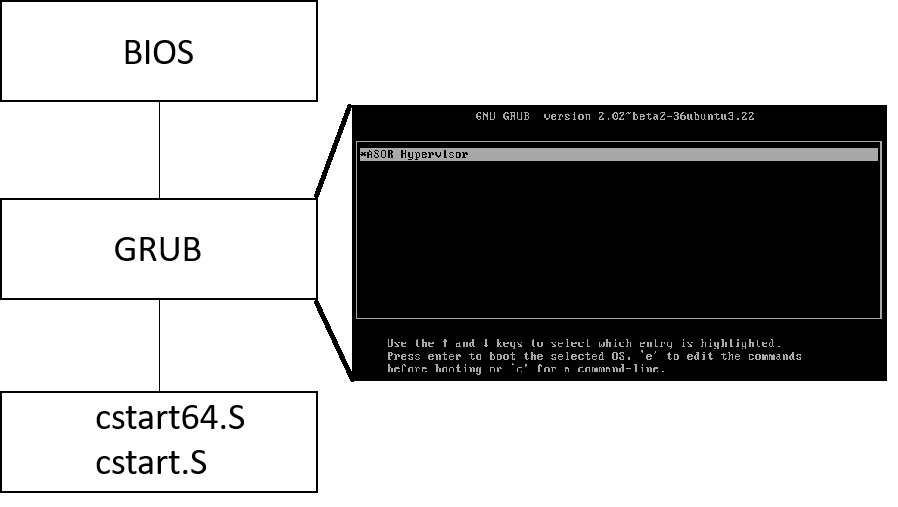 BIOS
GNU GRUB version 2.02~beta2-36ubuntu3.22
*ASOR Hypervisor
GRUB
Use the ↑ and ↓ keys to select which entry is highlighted.
Press enter to boot the selected OS, `e' to edit the commands
before booting or `c' for a command-line.
cstart64.S
cstart.S